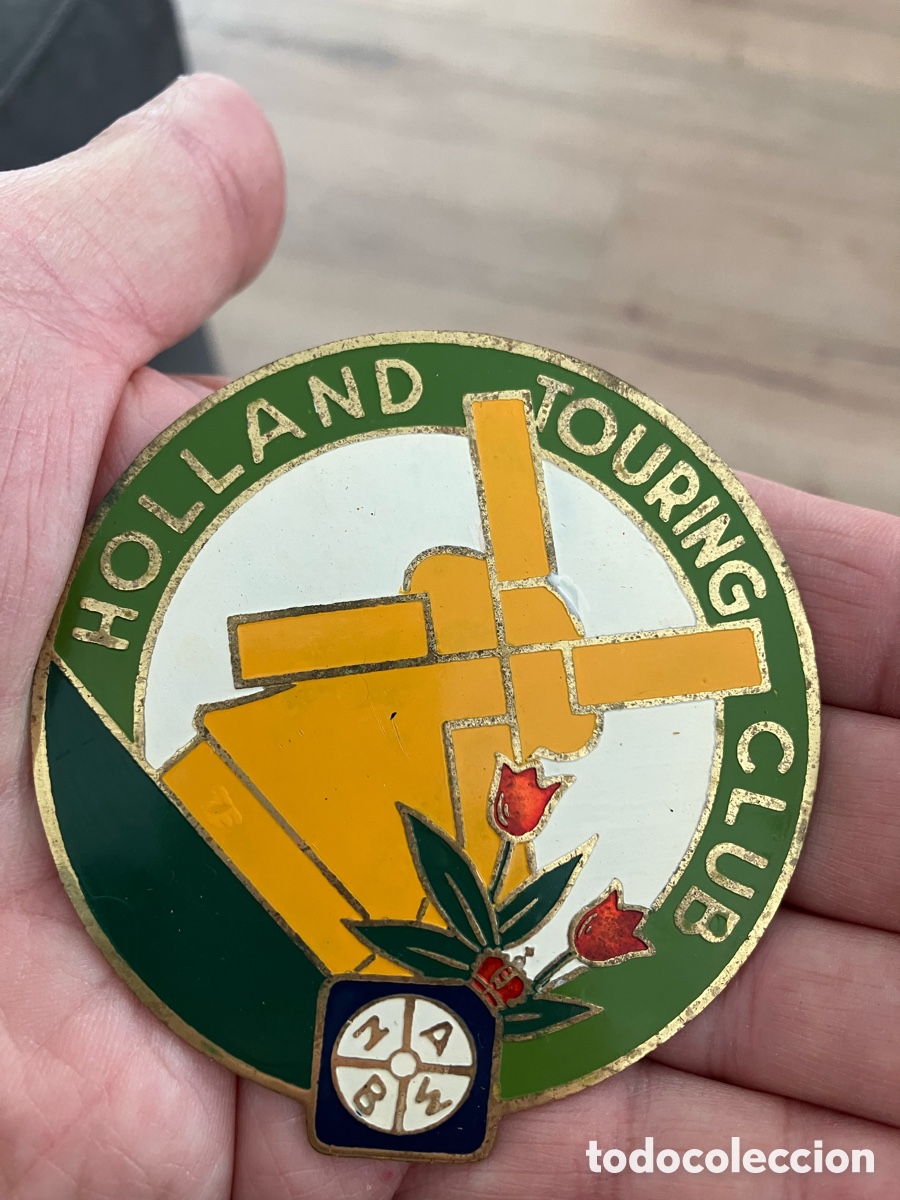 HOLLAND TOURING CLUB
N A
B W
todocoleccion